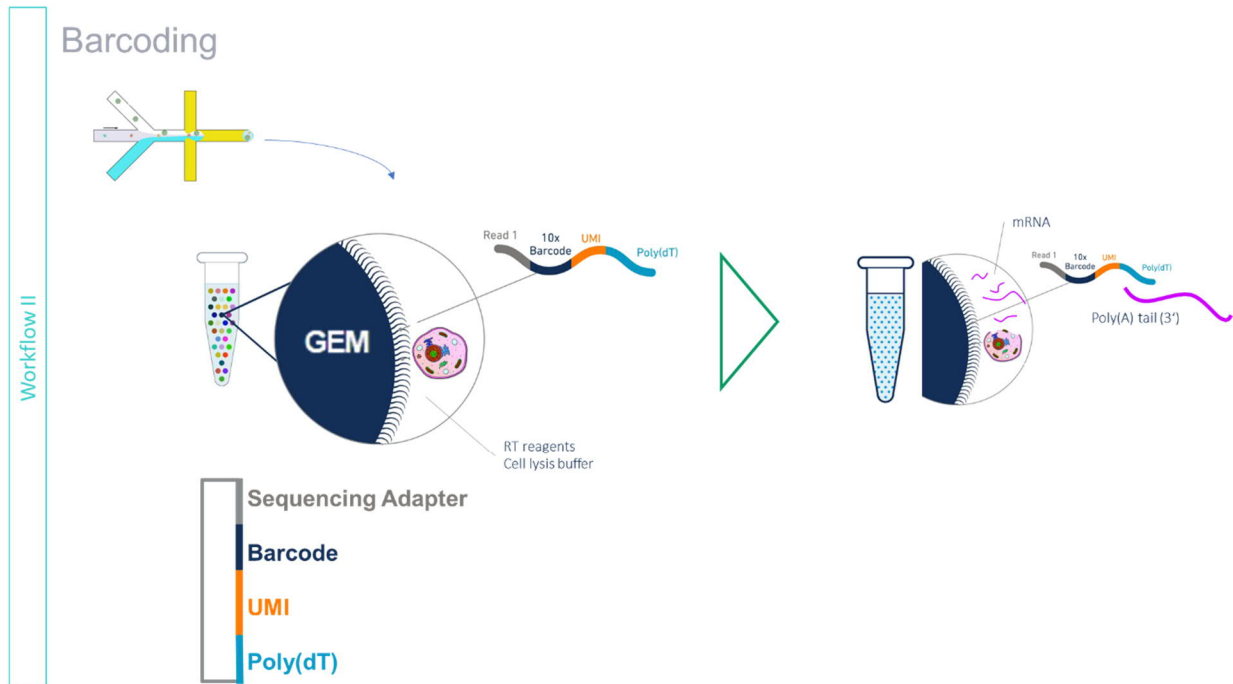 Workflow II
Barcoding
Read 1
10x
Barcode
UMI
Poly(dT)
GEM
RT reagents
Cell lysis buffer
mRNA
Read 1
10x
Barcode
UMI
Poly(dT)
Poly(A) tail (3')
Sequencing Adapter
Barcode
UMI
Poly(dT)